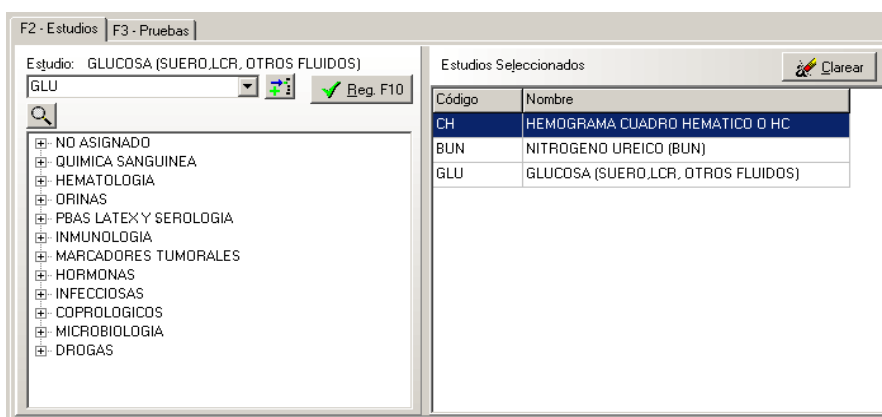 F2 - Estudios F3 - Pruebas
Estudio: GLUCOSA (SUERO,LCR, OTROS FLUIDOS)
GLU
Reg. F10
NO ASIGNADO
QUIMICA SANGUINEA
HEMATOLOGIA
ORINAS
PBAS LATEX Y SEROLOGIA
INMUNOLOGIA
MARCADORES TUMORALES
HORMONAS
INFECCIOSAS
COPROLOGICOS
MICROBIOLOGIA
DROGAS
Estudios Seleccionados
Clarear
Código Nombre
CH HEMOGRAMA CUADRO HEMATICO O HC
BUN NITROGENO UREICO (BUN)
GLU GLUCOSA (SUERO,LCR, OTROS FLUIDOS)